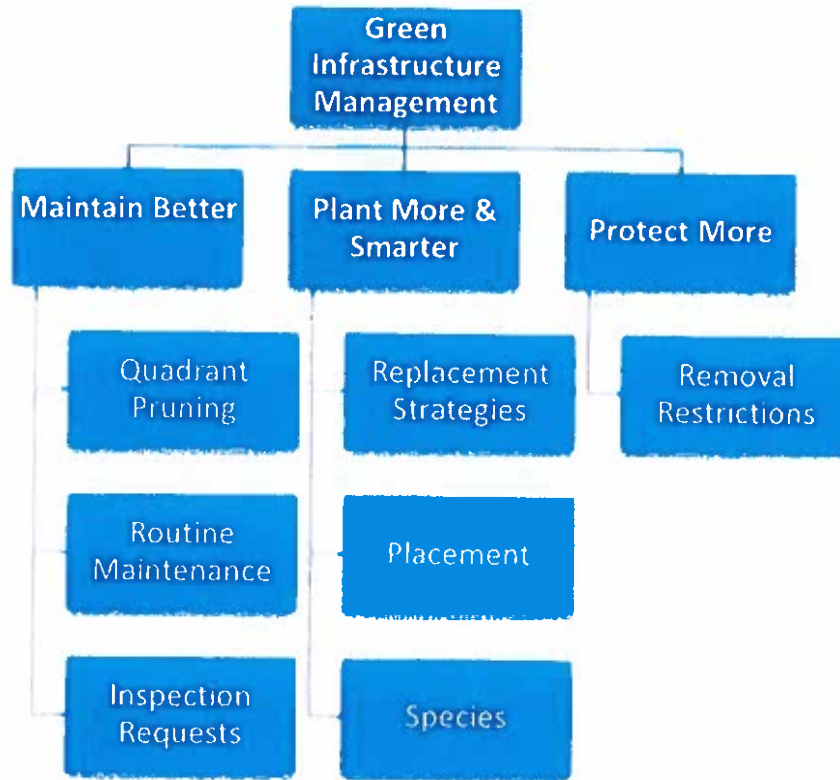 Green
Infrastructure
Management
Maintain Better
Plant More &
Smarter
Protect More
Quadrant
Pruning
Replacement
Strategies
Removal
Restrictions
Routine
Maintenance
Placement
Inspection
Requests
Species